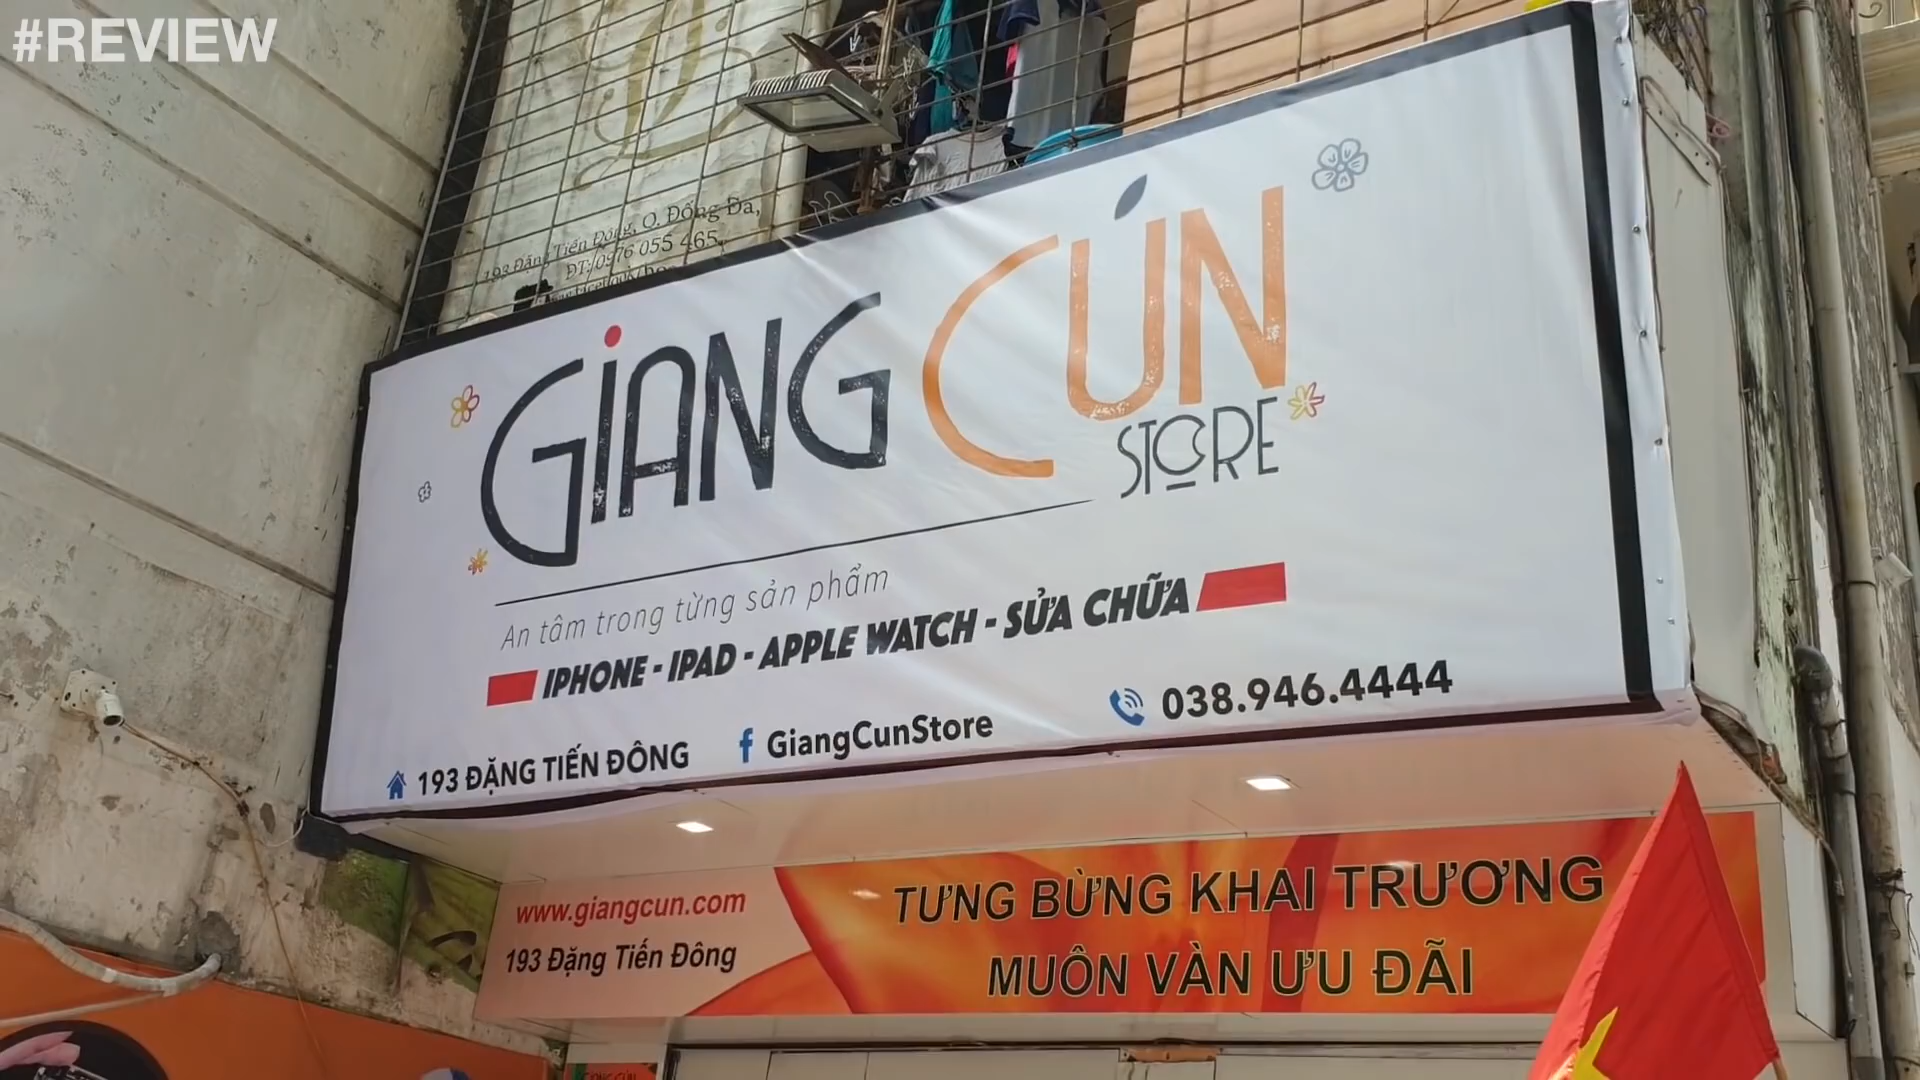 #REVIEW
193 Đặng Tiến Đông, Q. Đống Đa,
ĐT: 0976 055 465
GiANG CÚN
STORE
An tâm trong từng sản phẩm
IPHONE - IPAD - APPLE WATCH - SỬA CHỮA
193 ĐẶNG TIẾN ĐÔNG
GiangCunStore
038.946.4444
www.giangcun.com
193 Đặng Tiến Đông
TƯNG BỪNG KHAI TRƯƠNG
MUÔN VÀN ƯU ĐÃI